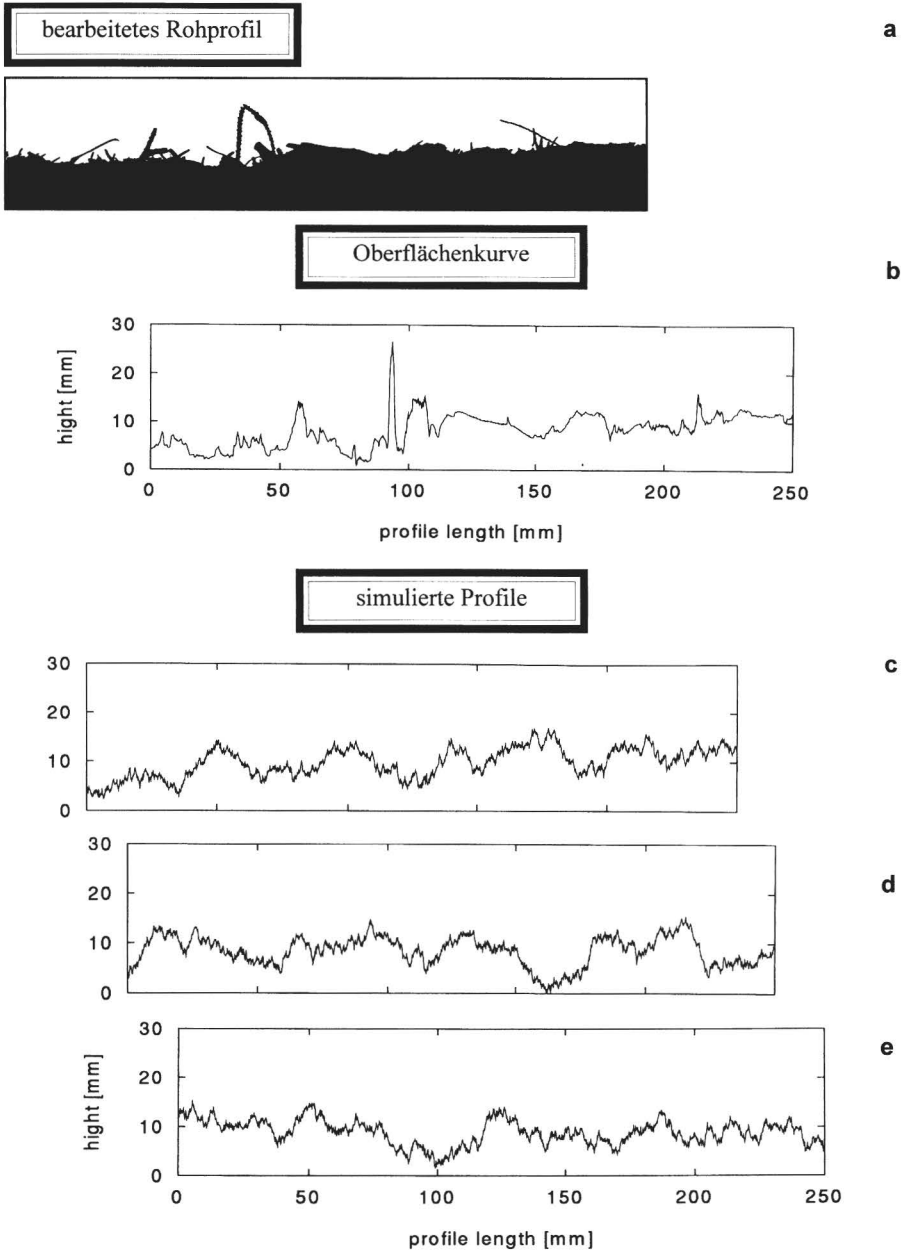 bearbeitetes Rohprofil
a
Oberflächenkurve
b
30
20
10
0
hight [mm]
0 50 100 150 200 250
profile length [mm]
simulierte Profile
c
30
20
10
0
d
30
20
10
0
e
30
20
10
0
hight [mm]
0 50 100 150 200 250
profile length [mm]